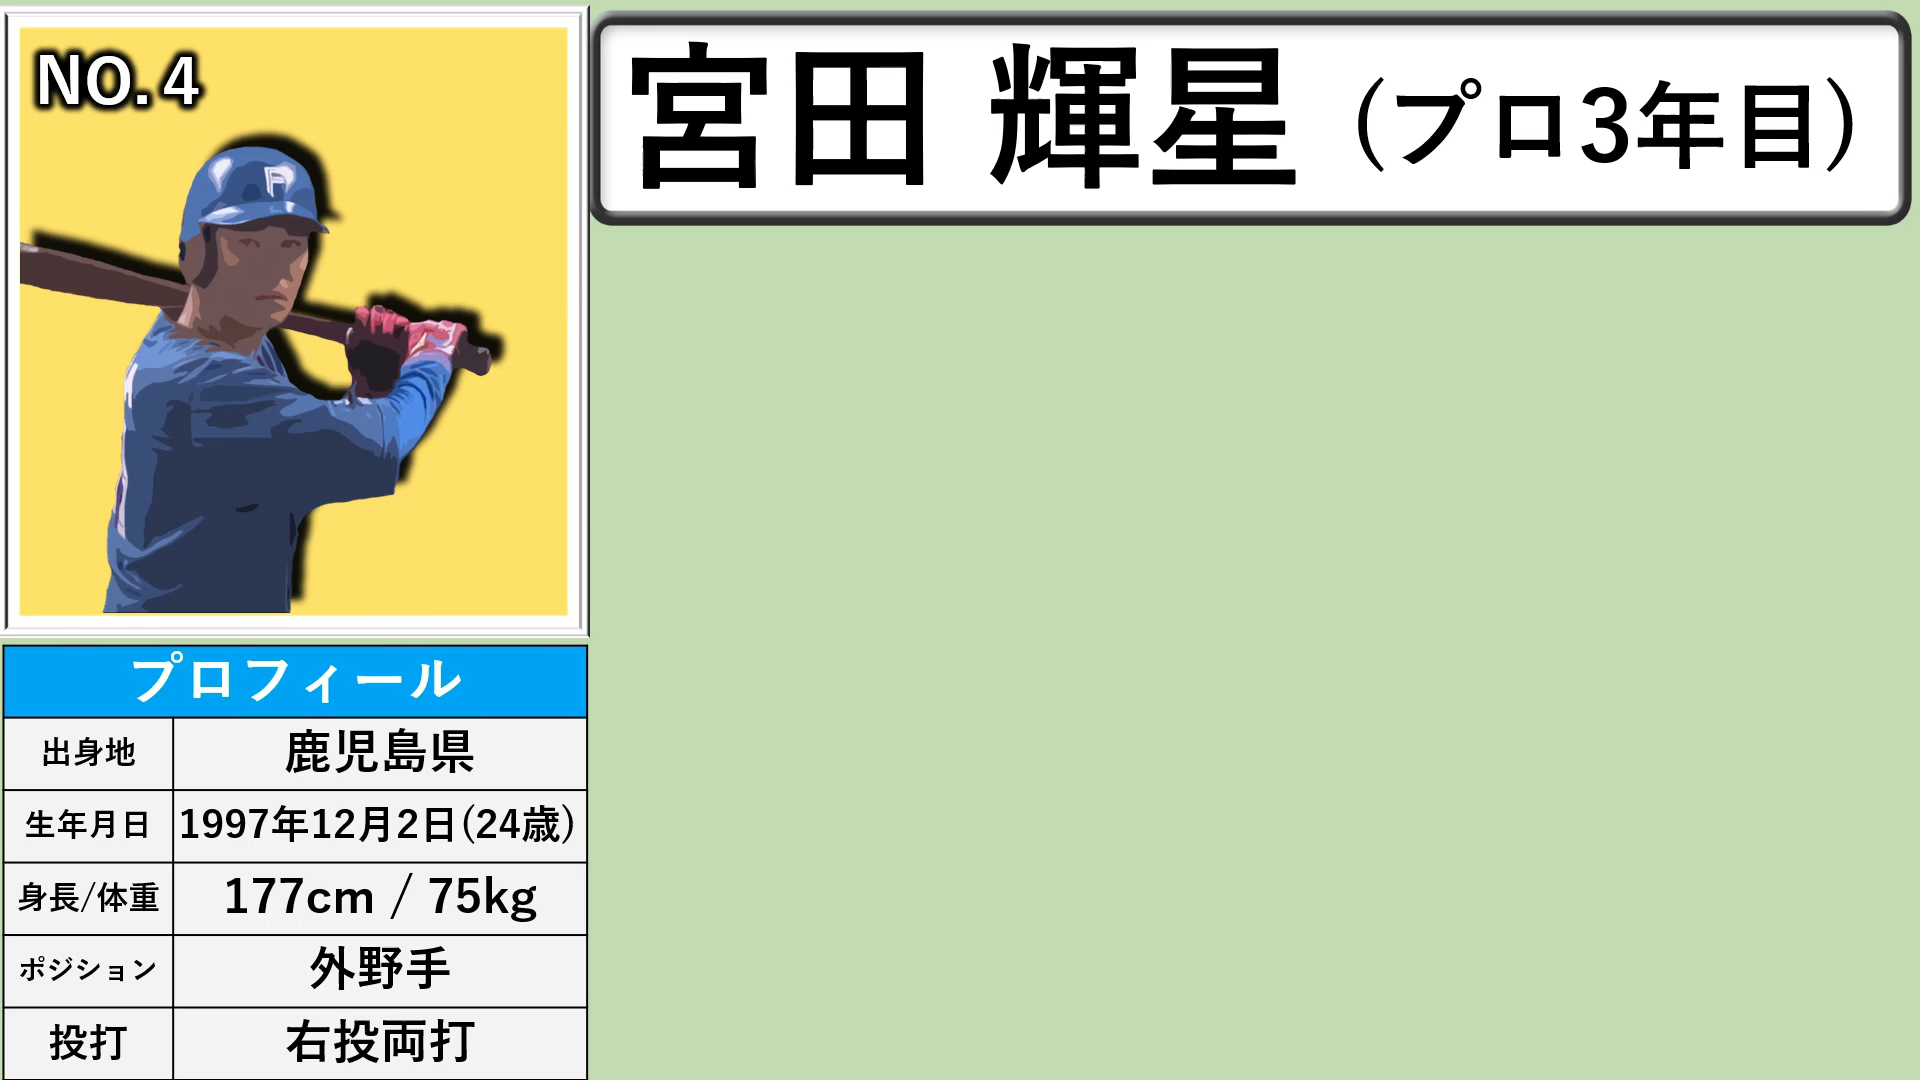 NO.4
宮田 輝星（プロ3年目）
P
プロフィール
出身地 鹿児島県
生年月日 1997年12月2日(24歳)
身長/体重 177cm / 75kg
ポジション 外野手
投打 右投両打